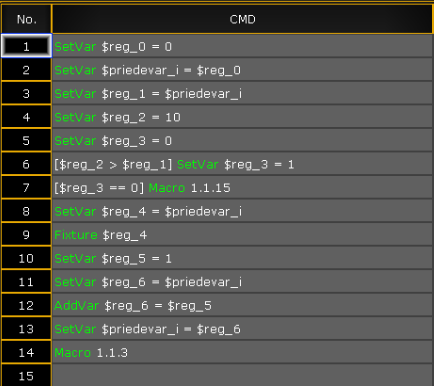 No. CMD
1 SetVar $reg_0 = 0
2 SetVar $priedevar_i = $reg_0
3 SetVar $reg_1 = $priedevar_i
4 SetVar $reg_2 = 10
5 SetVar $reg_3 = 0
6 [$reg_2 > $reg_1] SetVar $reg_3 = 1
7 [$reg_3 == 0] Macro 1.1.15
8 SetVar $reg_4 = $priedevar_i
9 Fixture $reg_4
10 SetVar $reg_5 = 1
11 SetVar $reg_6 = $priedevar_i
12 AddVar $reg_6 = $reg_5
13 SetVar $priedevar_i = $reg_6
14 Macro 1.1.3
15